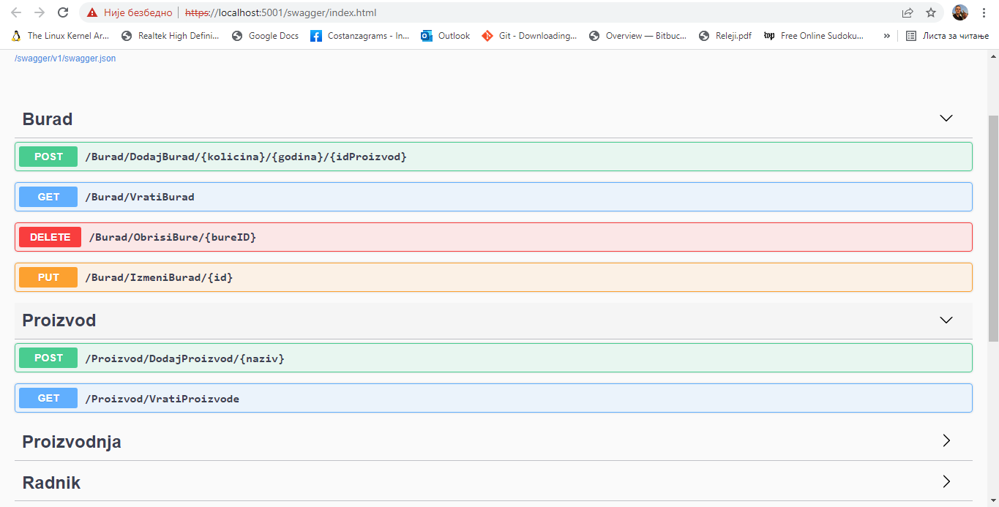 Није безбедно https://localhost:5001/swagger/index.html
The Linux Kernel Ar... Realtek High Defini... Google Docs Costanzagrams - In... Outlook Git - Downloading... Overview — Bitbuc... Releji.pdf wp Free Online Sudoku... » Листа за читање
/swagger/v1/swagger.json
Burad
POST /Burad/DodajBurad/{kolicina}/{godina}/{idProizvod}
GET /Burad/VratiBurad
DELETE /Burad/ObrisiBure/{bureID}
PUT /Burad/IzmeniBurad/{id}
Proizvod
POST /Proizvod/DodajProizvod/{naziv}
GET /Proizvod/VratiProizvode
Proizvodnja
Radnik